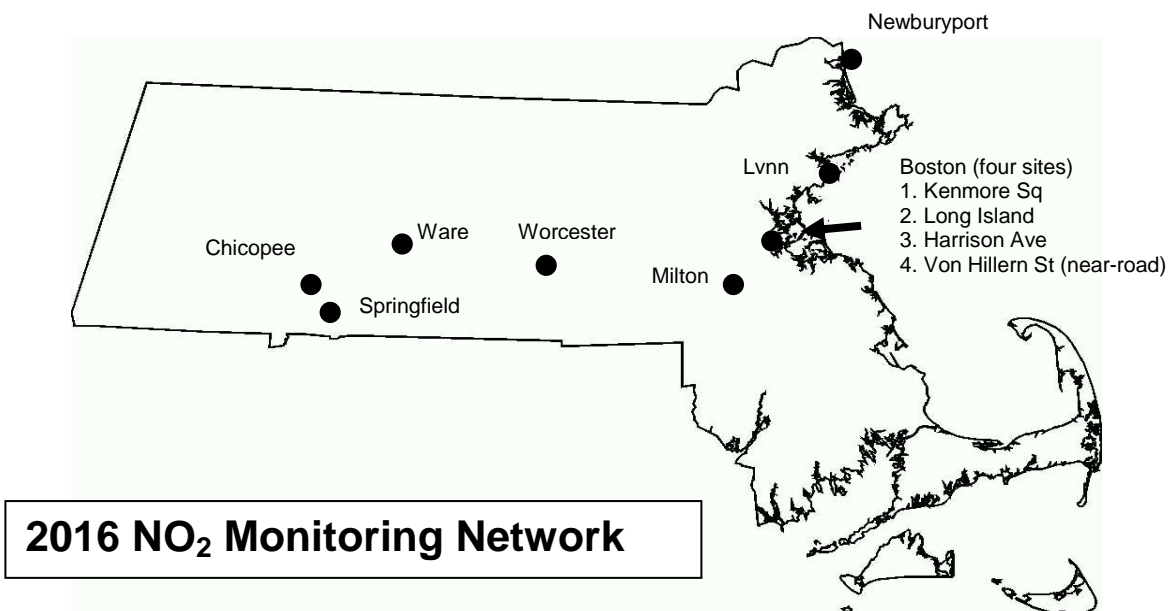 Newburyport
Lynn
Boston (four sites)
1. Kenmore Sq
2. Long Island
3. Harrison Ave
4. Von Hillern St (near-road)
Ware
Worcester
Chicopee
Milton
Springfield
2016 NO₂ Monitoring Network